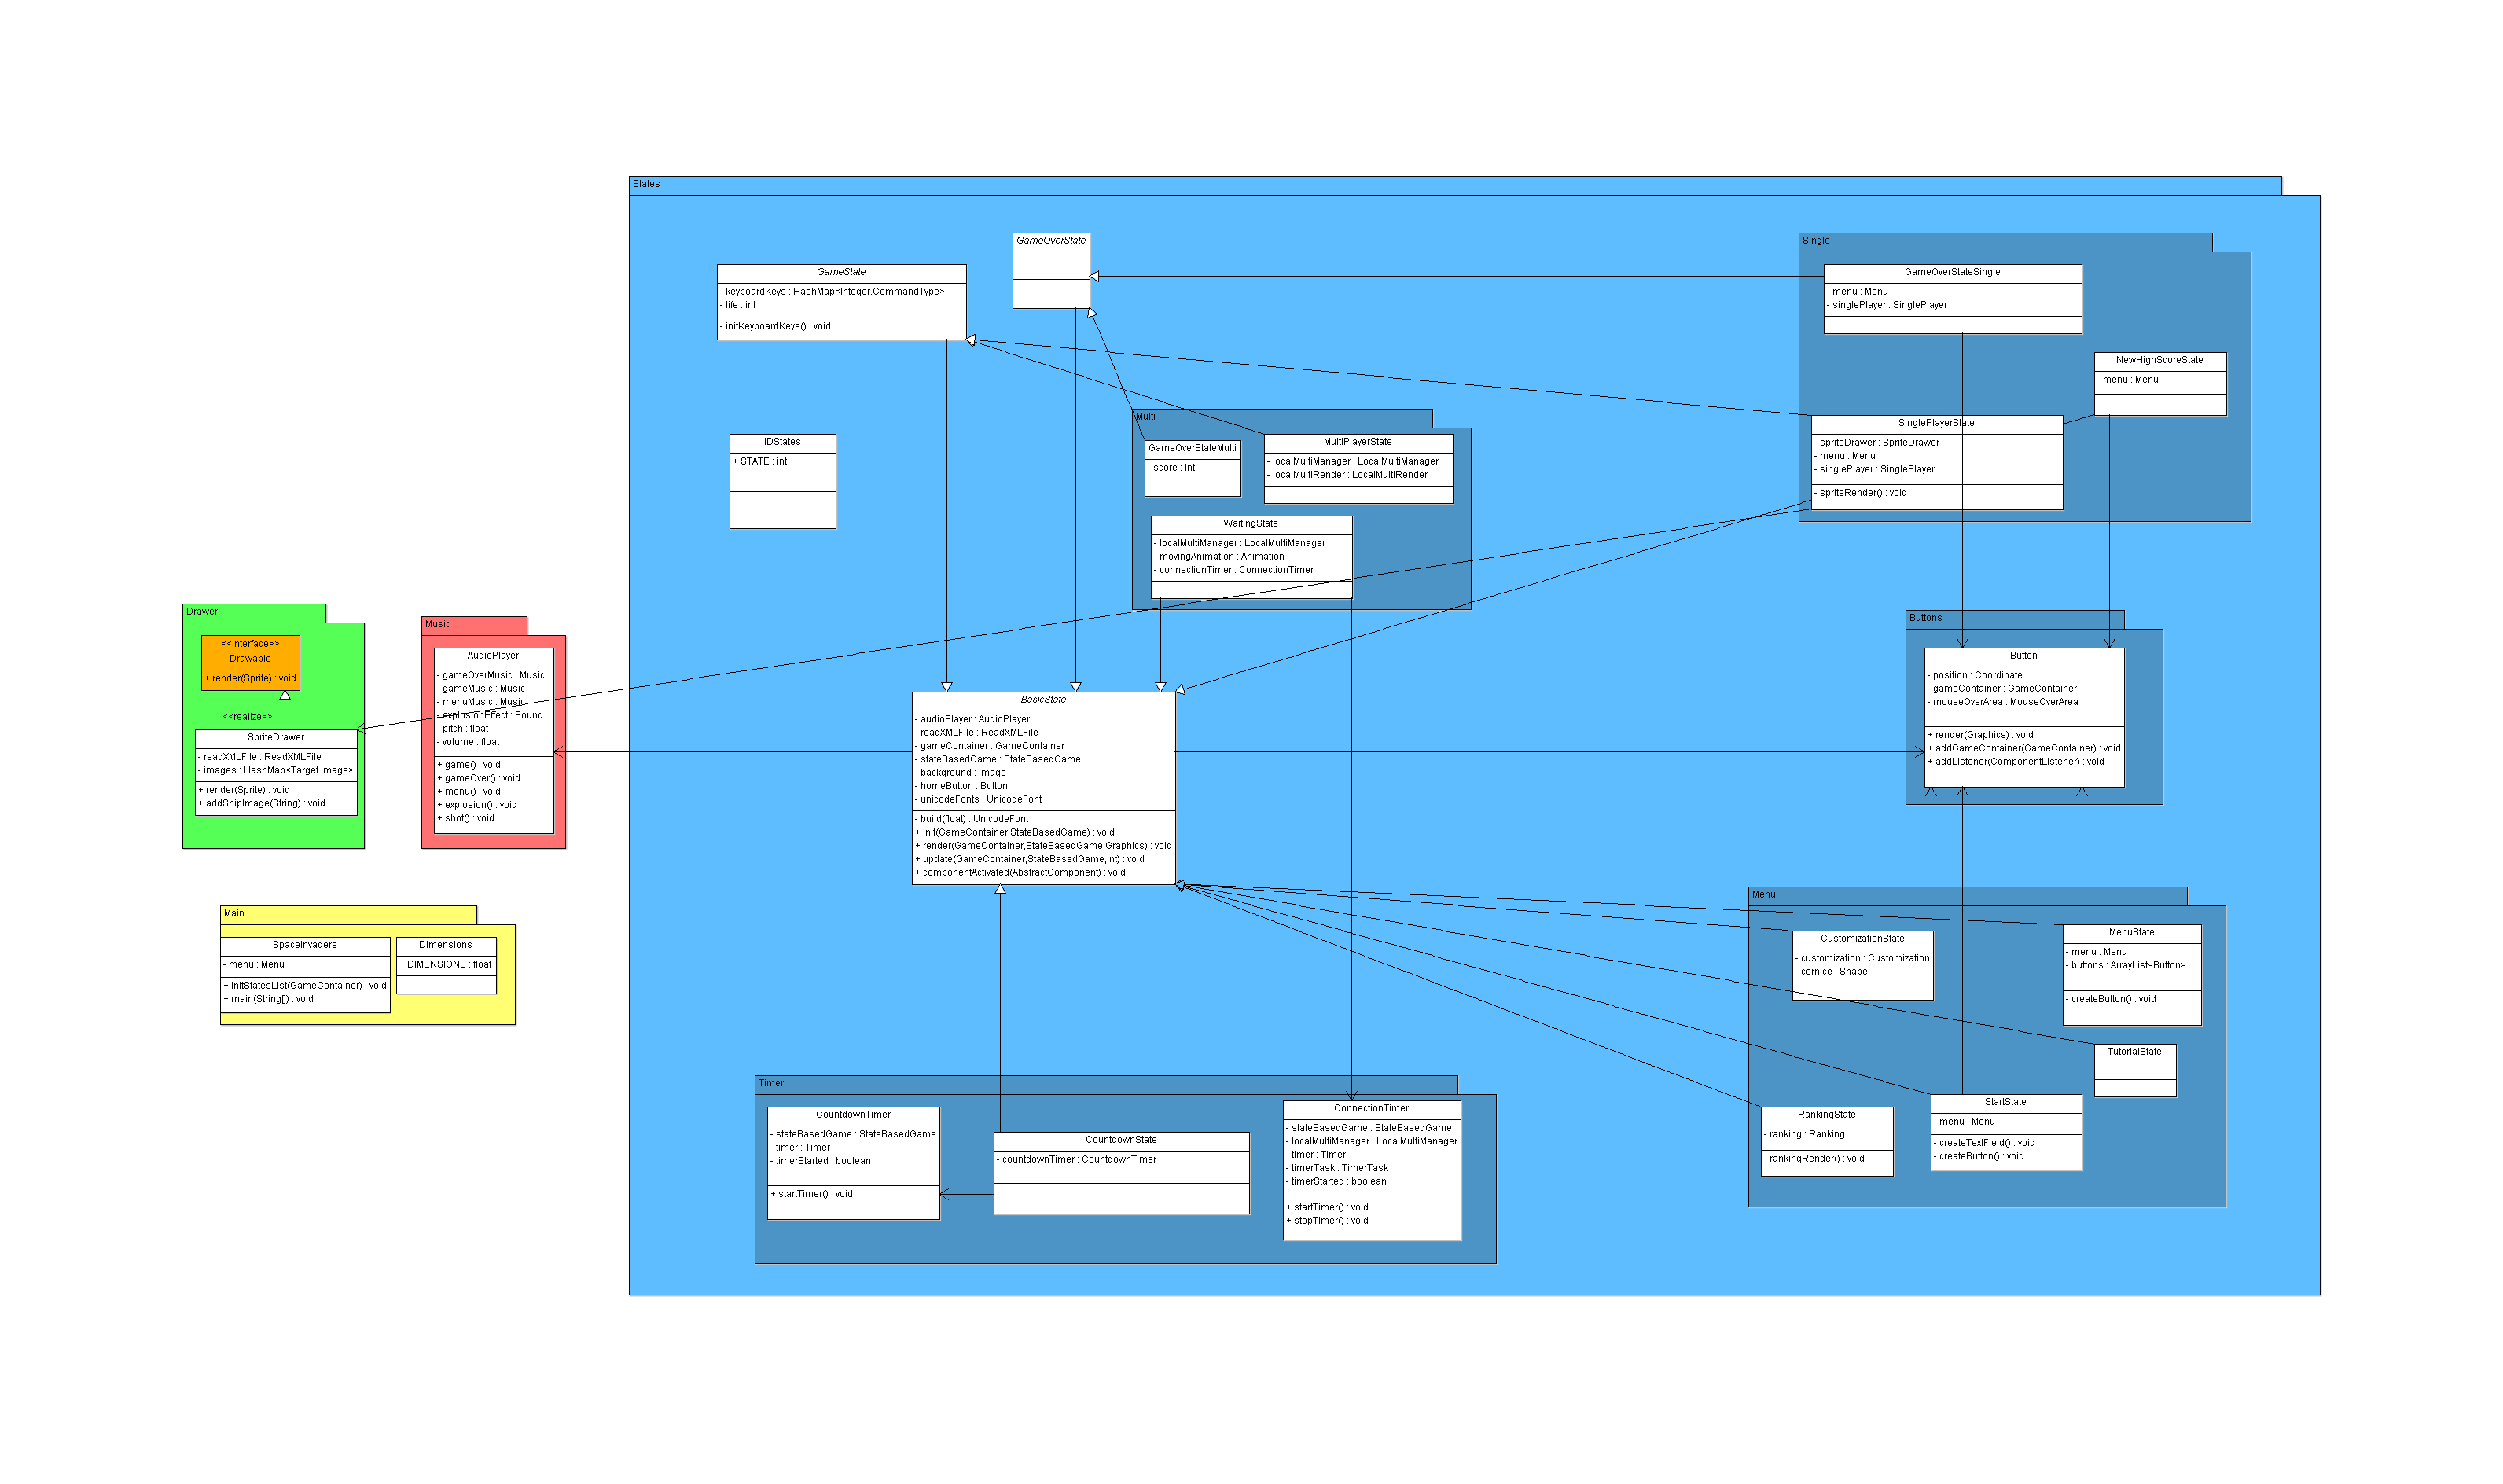 States
GameOverState
GameState
- keyboardKeys : HashMap<Integer.CommandType>
- life : int
- initKeyboardKeys() : void
IDStates
+ STATE : int
Single
GameOverStateSingle
- menu : Menu
- singlePlayer : SinglePlayer
NewHighScoreState
- menu : Menu
SinglePlayerState
- spriteDrawer : SpriteDrawer
- menu : Menu
- singlePlayer : SinglePlayer
- spriteRender() : void
Multi
GameOverStateMulti
- score : int
MultiPlayerState
- localMultiManager : LocalMultiManager
- localMultiRender : LocalMultiRender
WaitingState
- localMultiManager : LocalMultiManager
- movingAnimation : Animation
- connectionTimer : ConnectionTimer
Drawer
<<interface>>
Drawable
+ render(Sprite) : void
<<realize>>
SpriteDrawer
- readXMLFile : ReadXMLFile
- images : HashMap<Target.Image>
+ render(Sprite) : void
+ addShipImage(String) : void
Music
AudioPlayer
- gameOverMusic : Music
- gameMusic : Music
- menuMusic : Music
- explosionEffect : Sound
- pitch : float
- volume : float
+ game() : void
+ gameOver() : void
+ menu() : void
+ explosion() : void
+ shot() : void
BasicState
- audioPlayer : AudioPlayer
- readXMLFile : ReadXMLFile
- gameContainer : GameContainer
- stateBasedGame : StateBasedGame
- background : Image
- homeButton : Button
- unicodeFonts : UnicodeFont
- build(float) : UnicodeFont
+ init(GameContainer,StateBasedGame) : void
+ render(GameContainer,StateBasedGame,Graphics) : void
+ update(GameContainer,StateBasedGame,int) : void
+ componentActivated(AbstractComponent) : void
Buttons
Button
- position : Coordinate
- gameContainer : GameContainer
- mouseOverArea : MouseOverArea
+ render(Graphics) : void
+ addGameContainer(GameContainer) : void
+ addListener(ComponentListener) : void
Main
SpaceInvaders
- menu : Menu
+ initStatesList(GameContainer) : void
+ main(String[]) : void
Dimensions
+ DIMENSIONS : float
Menu
CustomizationState
- customization : Customization
- cornice : Shape
MenuState
- menu : Menu
- buttons : ArrayList<Button>
- createButton() : void
TutorialState
StartState
- menu : Menu
- createTextField() : void
- createButton() : void
RankingState
- ranking : Ranking
- rankingRender() : void
Timer
CountdownTimer
- stateBasedGame : StateBasedGame
- timer : Timer
- timerStarted : boolean
+ startTimer() : void
CountdownState
- countdownTimer : CountdownTimer
ConnectionTimer
- stateBasedGame : StateBasedGame
- localMultiManager : LocalMultiManager
- timer : Timer
- timerTask : TimerTask
- timerStarted : boolean
+ startTimer() : void
+ stopTimer() : void